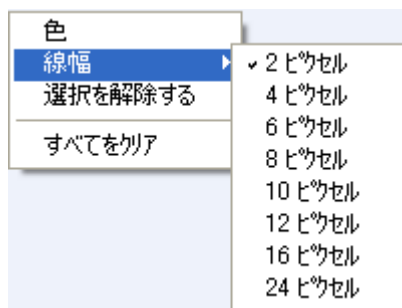 色
線幅
選択を解除する
すべてをクリア
2 ピクセル
4 ピクセル
6 ピクセル
8 ピクセル
10 ピクセル
12 ピクセル
16 ピクセル
24 ピクセル